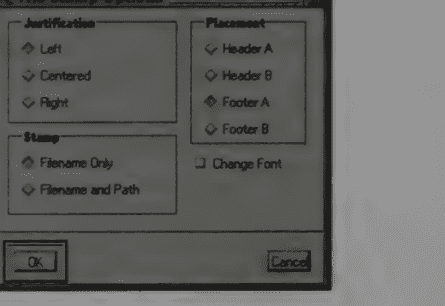 Justification
Left
Centered
Right
Placement
Header A
Header B
Footer A
Footer B
Stamp
Filename Only
Filename and Path
Change Font
OK
Cancel